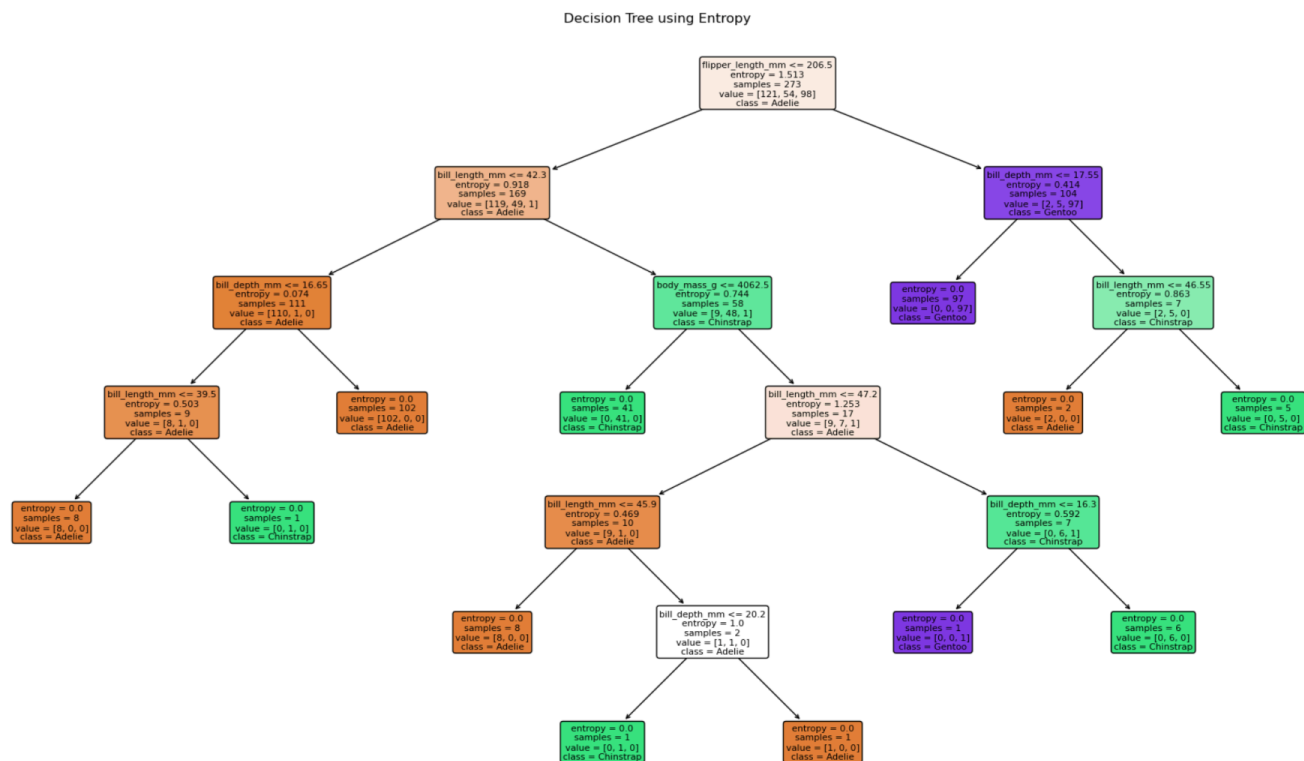 Decision Tree using Entropy
flipper_length_mm <= 206.5
entropy = 1.513
samples = 273
value = [121, 54, 98]
class = Adelie
bill_length_mm <= 42.3
entropy = 0.918
samples = 169
value = [119, 49, 1]
class = Adelie
bill_depth_mm <= 17.55
entropy = 0.414
samples = 104
value = [2, 5, 97]
class = Gentoo
bill_depth_mm <= 16.65
entropy = 0.074
samples = 111
value = [110, 1, 0]
class = Adelie
body_mass_g <= 4062.5
entropy = 0.744
samples = 58
value = [9, 48, 1]
class = Chinstrap
entropy = 0.0
samples = 97
value = [0, 0, 97]
class = Gentoo
bill_length_mm <= 46.55
entropy = 0.863
samples = 7
value = [2, 5, 0]
class = Chinstrap
bill_length_mm <= 39.5
entropy = 0.503
samples = 9
value = [8, 1, 0]
class = Adelie
entropy = 0.0
samples = 102
value = [102, 0, 0]
class = Adelie
entropy = 0.0
samples = 41
value = [0, 41, 0]
class = Chinstrap
bill_length_mm <= 47.2
entropy = 1.253
samples = 17
value = [9, 7, 1]
class = Adelie
entropy = 0.0
samples = 2
value = [2, 0, 0]
class = Adelie
entropy = 0.0
samples = 5
value = [0, 5, 0]
class = Chinstrap
entropy = 0.0
samples = 8
value = [8, 0, 0]
class = Adelie
entropy = 0.0
samples = 1
value = [0, 1, 0]
class = Chinstrap
bill_length_mm <= 45.9
entropy = 0.469
samples = 10
value = [9, 1, 0]
class = Adelie
bill_depth_mm <= 16.3
entropy = 0.592
samples = 7
value = [0, 6, 1]
class = Chinstrap
entropy = 0.0
samples = 8
value = [8, 0, 0]
class = Adelie
bill_depth_mm <= 20.2
entropy = 1.0
samples = 2
value = [1, 1, 0]
class = Adelie
entropy = 0.0
samples = 1
value = [0, 0, 1]
class = Gentoo
entropy = 0.0
samples = 6
value = [0, 6, 0]
class = Chinstrap
entropy = 0.0
samples = 1
value = [0, 1, 0]
class = Chinstrap
entropy = 0.0
samples = 1
value = [1, 0, 0]
class = Adelie